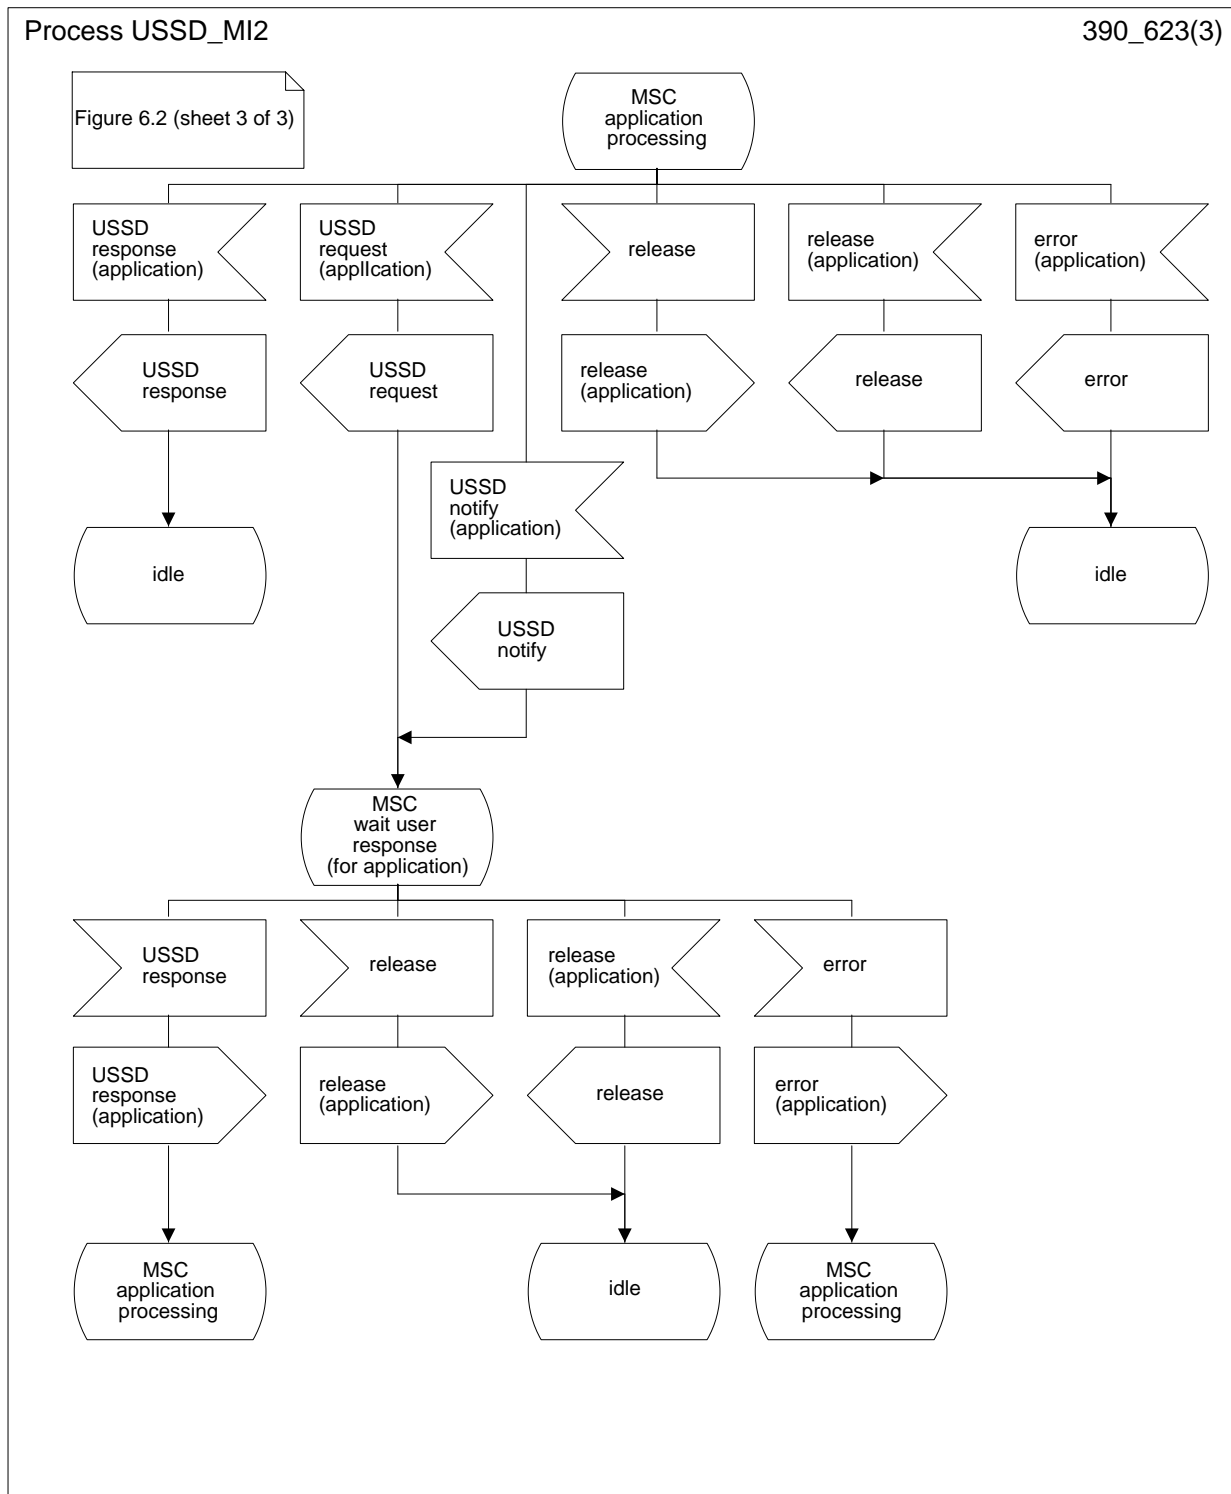 Process USSD_MI2
390_623(3)
Figure 6.2 (sheet 3 of 3)
MSC
application
processing
USSD
response
(application)
USSD
request
(applIcation)
release
release
(application)
error
(application)
USSD
response
USSD
request
release
(application)
release
error
USSD
notify
(application)
idle
idle
USSD
notify
MSC
wait user
response
(for application)
USSD
response
release
release
(application)
error
USSD
response
(application)
release
(application)
release
error
(application)
MSC
application
processing
idle
MSC
application
processing